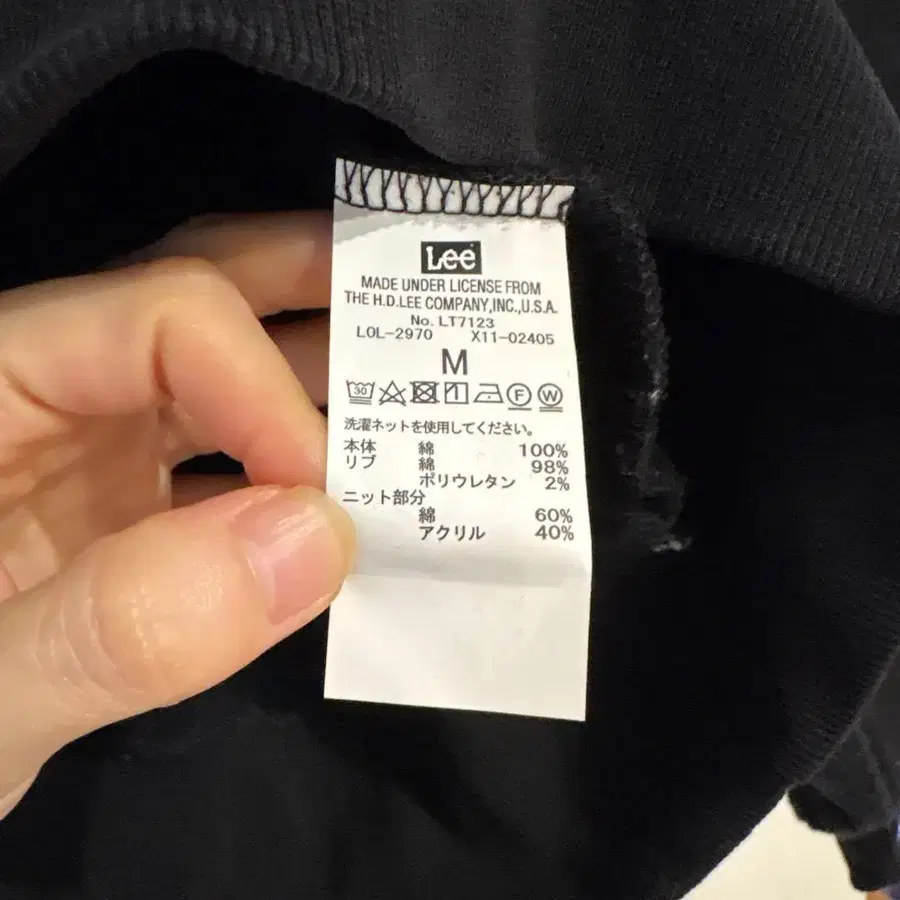 Lee
MADE UNDER LICENSE FROM
THE H.D.LEE COMPANY,INC.,U.S.A.
No. LT7123
LOL-2970 X11-02405
M
30 F W
洗濯ネットを使用してください。
本体 綿 100%
リブ 綿 98%
ポリウレタン 2%
ニット部分
綿 60%
アクリル 40%